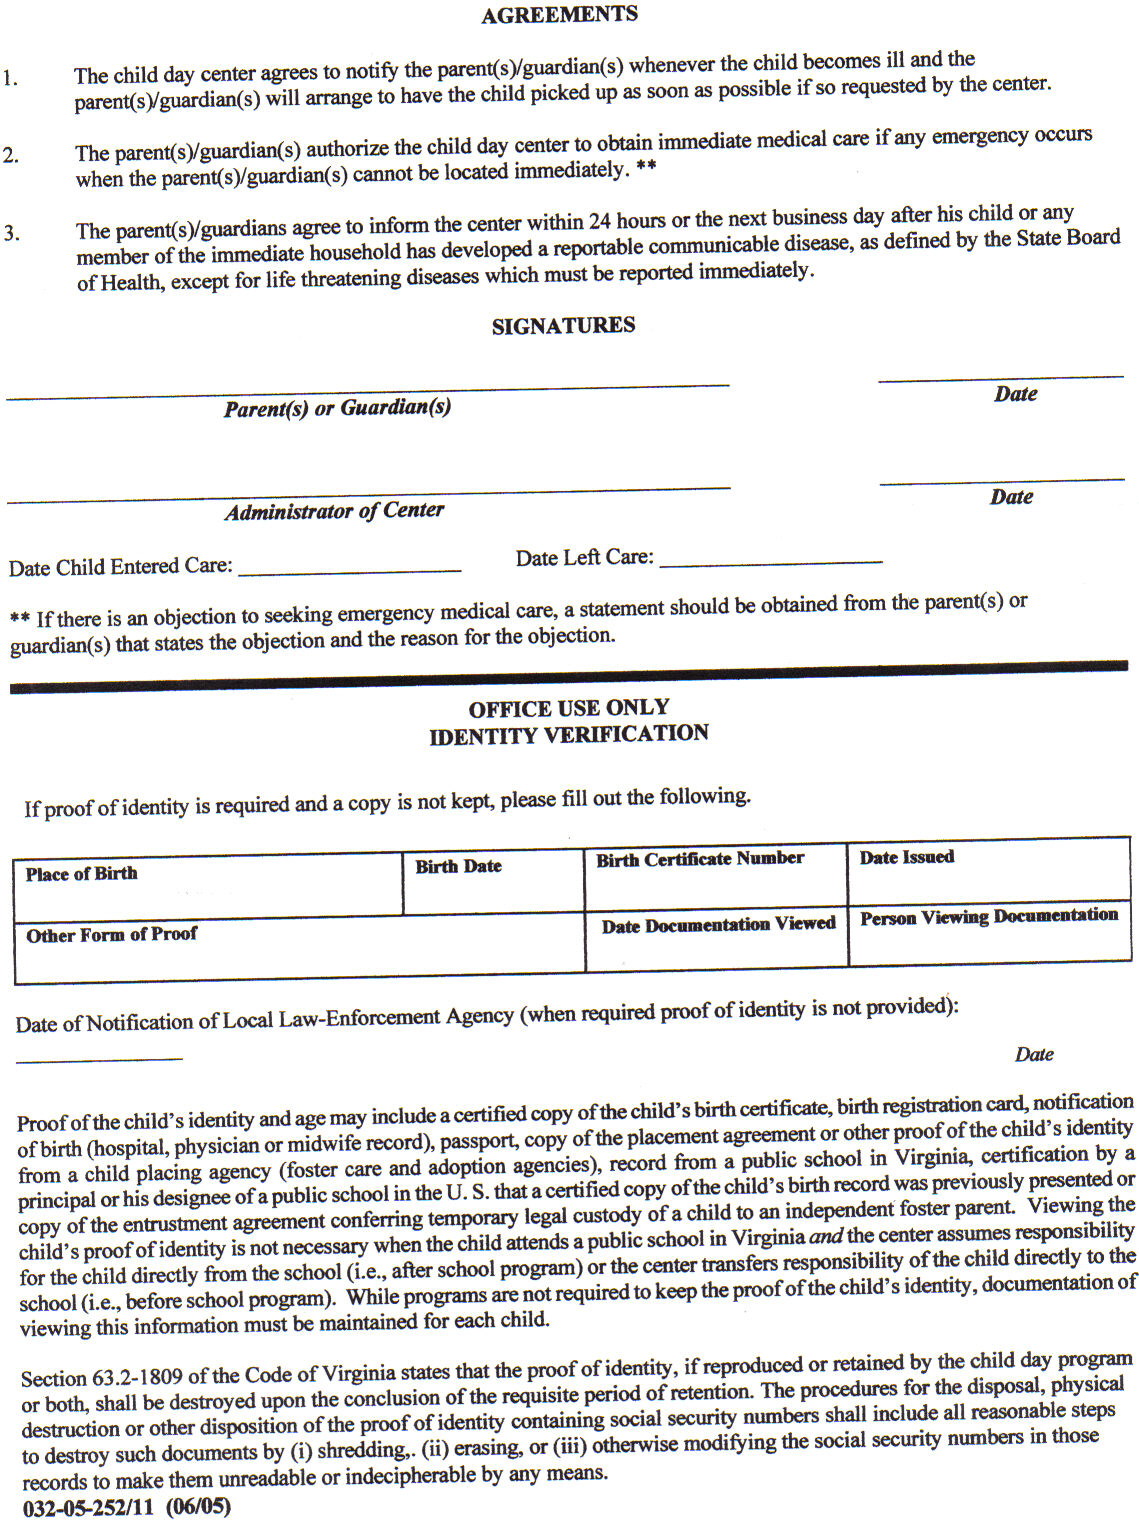 AGREEMENTS
1. The child day center agrees to notify the parent(s)/guardian(s) whenever the child becomes ill and the
parent(s)/guardian(s) will arrange to have the child picked up as soon as possible if so requested by the center.
2. The parent(s)/guardian(s) authorize the child day center to obtain immediate medical care if any emergency occurs
when the parent(s)/guardian(s) cannot be located immediately. **
3. The parent(s)/guardians agree to inform the center within 24 hours or the next business day after his child or any
member of the immediate household has developed a reportable communicable disease, as defined by the State Board
of Health, except for life threatening diseases which must be reported immediately.
SIGNATURES
Parent(s) or Guardian(s) Date
Administrator of Center Date
Date Child Entered Care: Date Left Care:
** If there is an objection to seeking emergency medical care, a statement should be obtained from the parent(s) or
guardian(s) that states the objection and the reason for the objection.
OFFICE USE ONLY
IDENTITY VERIFICATION
If proof of identity is required and a copy is not kept, please fill out the following.
Place of Birth Birth Date Birth Certificate Number Date Issued
Other Form of Proof Date Documentation Viewed Person Viewing Documentation
Date of Notification of Local Law-Enforcement Agency (when required proof of identity is not provided):
Date
Proof of the child's identity and age may include a certified copy of the child's birth certificate, birth registration card, notification
of birth (hospital, physician or midwife record), passport, copy of the placement agreement or other proof of the child's identity
from a child placing agency (foster care and adoption agencies), record from a public school in Virginia, certification by a
principal or his designee of a public school in the U. S. that a certified copy of the child's birth record was previously presented or
copy of the entrustment agreement conferring temporary legal custody of a child to an independent foster parent. Viewing the
child's proof of identity is not necessary when the child attends a public school in Virginia and the center assumes responsibility
for the child directly from the school (i.e., after school program) or the center transfers responsibility of the child directly to the
school (i.e., before school program). While programs are not required to keep the proof of the child's identity, documentation of
viewing this information must be maintained for each child.
Section 63.2-1809 of the Code of Virginia states that the proof of identity, if reproduced or retained by the child day program
or both, shall be destroyed upon the conclusion of the requisite period of retention. The procedures for the disposal, physical
destruction or other disposition of the proof of identity containing social security numbers shall include all reasonable steps
to destroy such documents by (i) shredding,. (ii) erasing, or (iii) otherwise modifying the social security numbers in those
records to make them unreadable or indecipherable by any means.
032-05-252/11 (06/05)